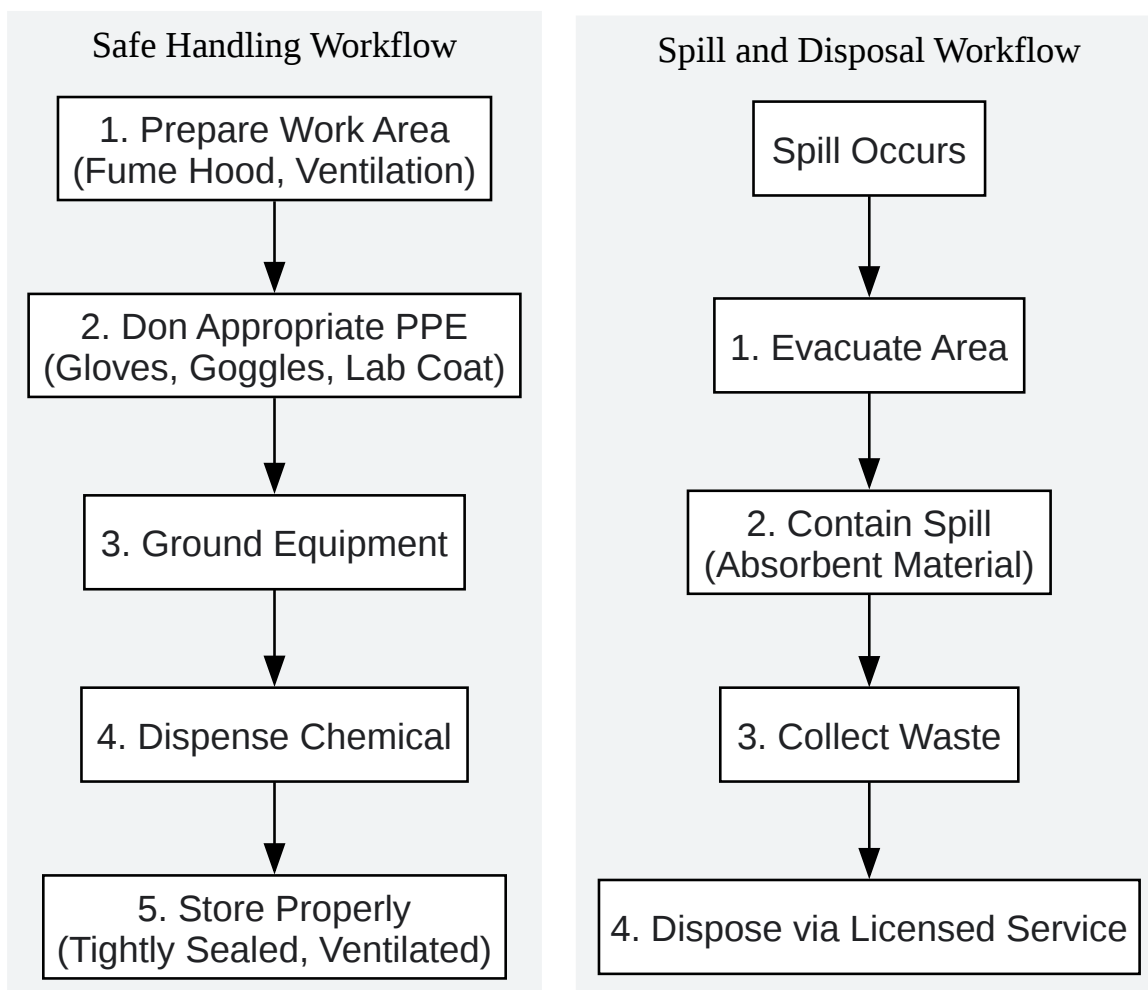 Safe Handling Workflow
1. Prepare Work Area
(Fume Hood, Ventilation)
2. Don Appropriate PPE
(Gloves, Goggles, Lab Coat)
3. Ground Equipment
4. Dispense Chemical
5. Store Properly
(Tightly Sealed, Ventilated)
Spill and Disposal Workflow
Spill Occurs
1. Evacuate Area
2. Contain Spill
(Absorbent Material)
3. Collect Waste
4. Dispose via Licensed Service